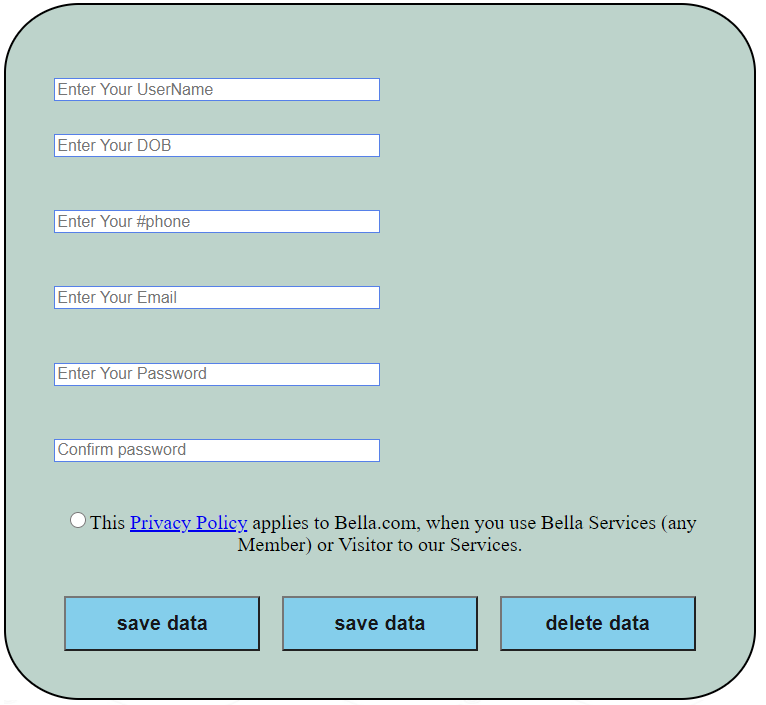 Enter Your UserName
Enter Your DOB
Enter Your #phone
Enter Your Email
Enter Your Password
Confirm password
This Privacy Policy applies to Bella.com, when you use Bella Services (any
Member) or Visitor to our Services.
save data
save data
delete data